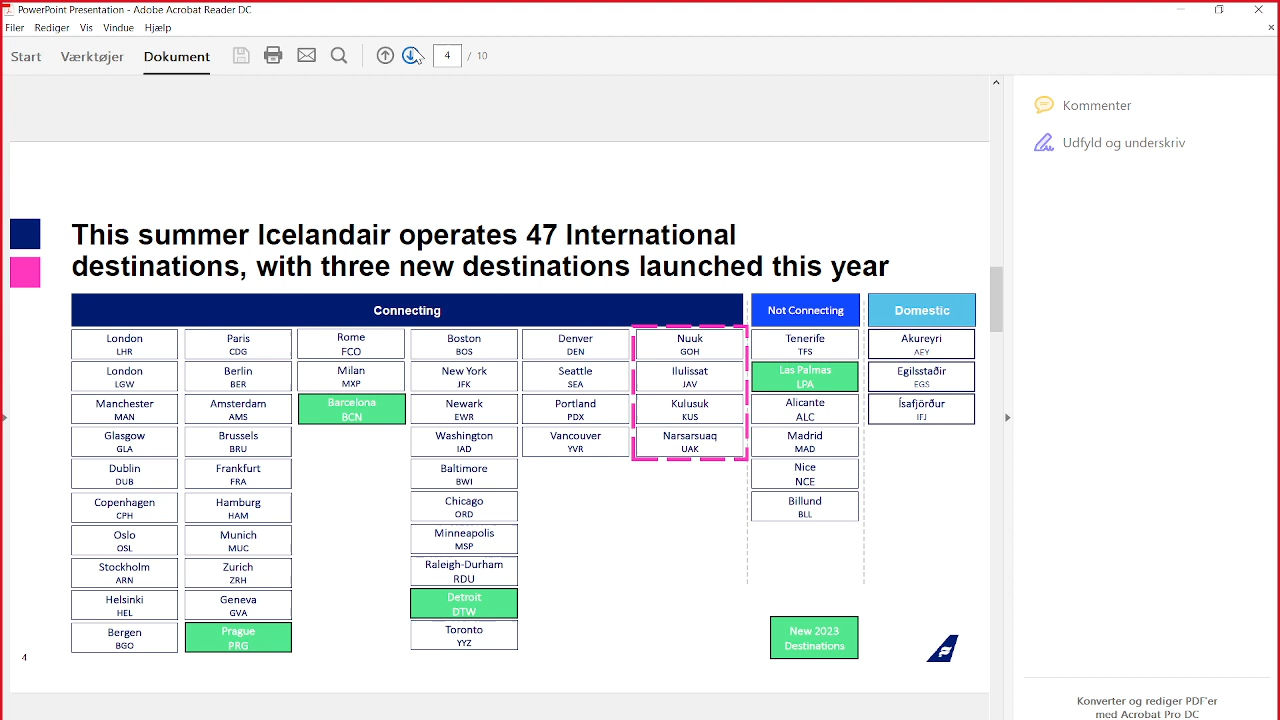 PowerPoint Presentation - Adobe Acrobat Reader DC
Filer Rediger Vis Vindue Hjælp
Start Værktøjer Dokument 4 / 10
Kommenter
Udfyld og underskriv
This summer Icelandair operates 47 International
destinations, with three new destinations launched this year
Connecting
Not Connecting
Domestic
London
LHR
London
LGW
Manchester
MAN
Glasgow
GLA
Dublin
DUB
Copenhagen
CPH
Oslo
OSL
Stockholm
ARN
Helsinki
HEL
Bergen
BGO
Paris
CDG
Berlin
BER
Amsterdam
AMS
Brussels
BRU
Frankfurt
FRA
Hamburg
HAM
Munich
MUC
Zurich
ZRH
Geneva
GVA
Prague
PRG
Rome
FCO
Milan
MXP
Barcelona
BCN
Boston
BOS
New York
JFK
Newark
EWR
Washington
IAD
Baltimore
BWI
Chicago
ORD
Minneapolis
MSP
Raleigh-Durham
RDU
Detroit
DTW
Toronto
YYZ
Denver
DEN
Seattle
SEA
Portland
PDX
Vancouver
YVR
Nuuk
GOH
Ilulissat
JAV
Kulusuk
KUS
Narsarsuaq
UAK
Tenerife
TFS
Las Palmas
LPA
Alicante
ALC
Madrid
MAD
Nice
NCE
Billund
BLL
Akureyri
AEY
Egilsstaðir
EGS
Ísafjörður
IFJ
New 2023
Destinations
4
Konverter og rediger PDF'er
med Acrobat Pro DC